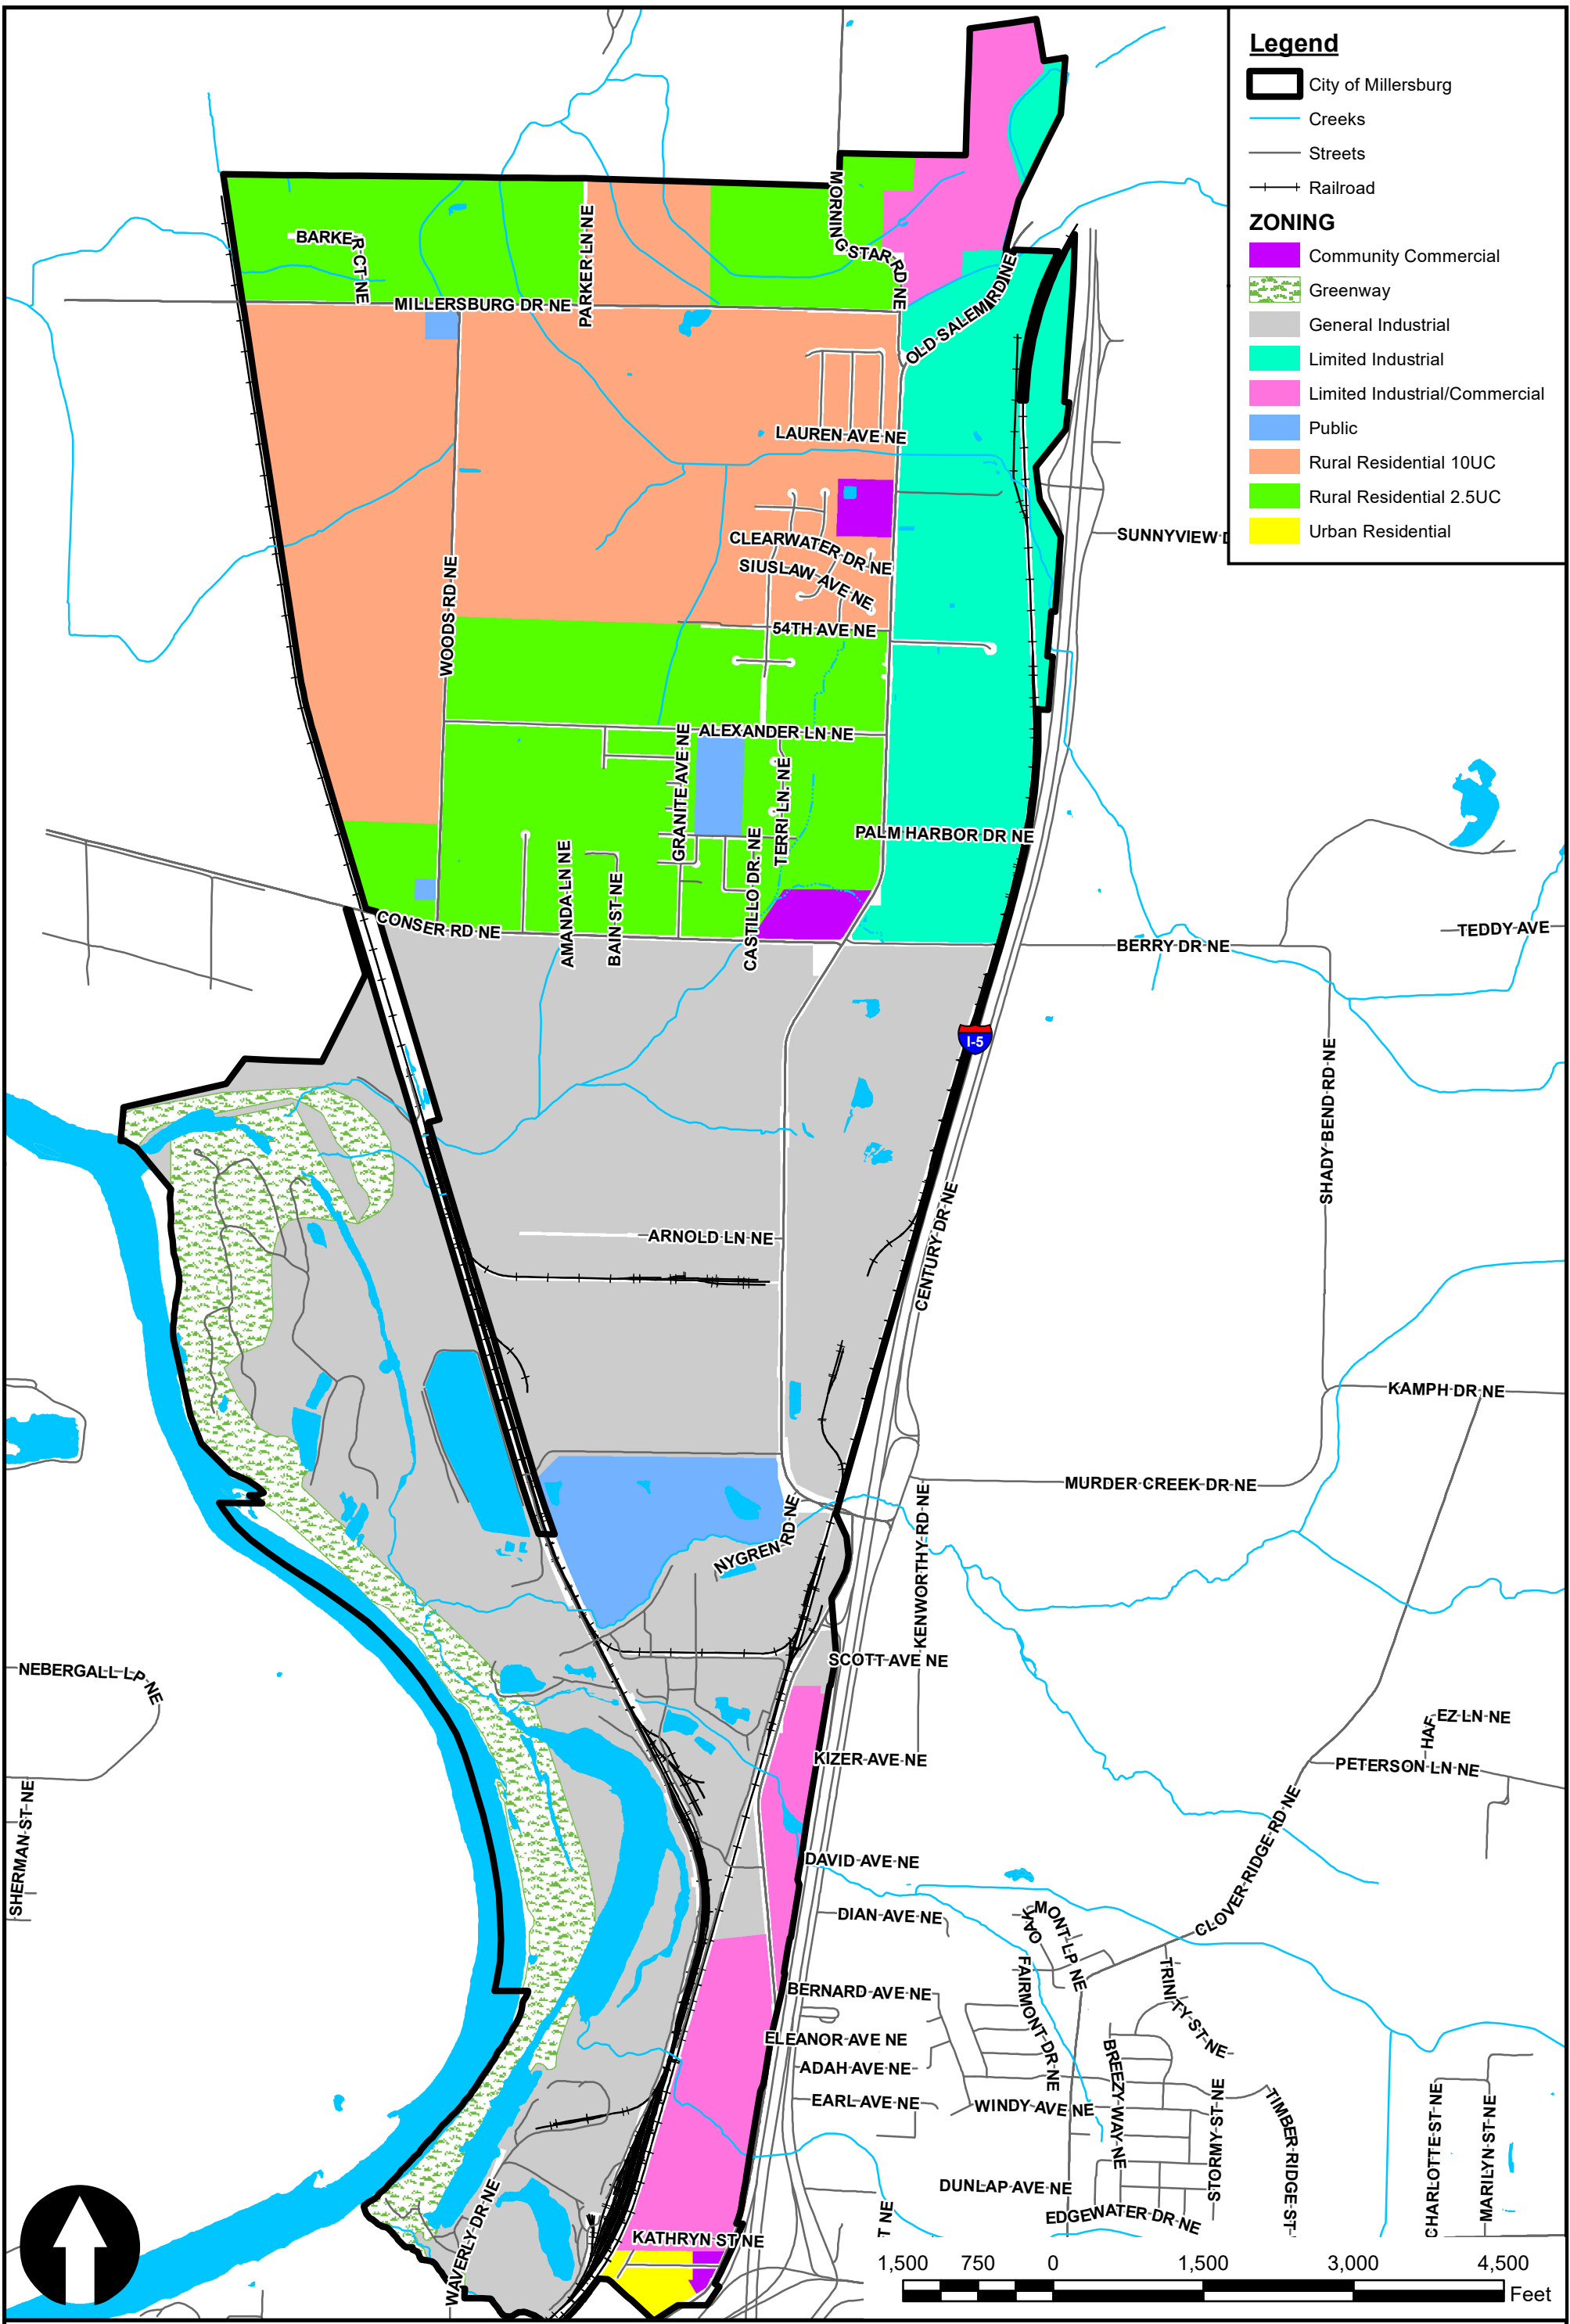 Legend
City of Millersburg
Creeks
Streets
Railroad
ZONING
Community Commercial
Greenway
General Industrial
Limited Industrial
Limited Industrial/Commercial
Public
Rural Residential 10UC
Rural Residential 2.5UC
Urban Residential
BARKER CT NE
PARKER LN NE
MORNING STAR RD NE
MILLERSBURG DR NE
LAUREN AVE NE
CLEARWATER DR NE
SIUSLAW AVE NE
SUNNYVIEW D
WOODS RD NE
54TH AVE NE
ALEXANDER LN NE
GRANITE AVE NE
TERRI LN. NE
PALM HARBOR DR NE
CASTILLO DR. NE
AMANDA LN NE
BAIN ST NE
CONSER RD NE
BERRY DR NE
TEDDY AVE
I-5
SHADY BEND RD NE
CENTURY DR NE
ARNOLD LN NE
KAMPH DR NE
MURDER CREEK DR NE
NYGREN RD NE
KENWORTHY RD NE
SCOTT AVE NE
NEBERGALL LP NE
KIZER AVE NE
EZ LN NE
HAF
PETERSON LN NE
SHERMAN ST NE
DAVID AVE NE
CLOVER RIDGE RD NE
DIAN AVE NE
OAK
MONT LP NE
FAIRMONT DR NE
TRINITY ST NE
BERNARD AVE NE
ELEANOR AVE NE
ADAH AVE NE
EARL AVE NE
WINDY AVE NE
BREEZY WAY NE
STORMY ST NE
TIMBER RIDGE ST
CHARLOTTE ST NE
MARILYN ST NE
DUNLAP AVE NE
EDGEWATER DR NE
T NE
WAVERLY DR NE
KATHRYN ST NE
1,500 750 0 1,500 3,000 4,500
Feet